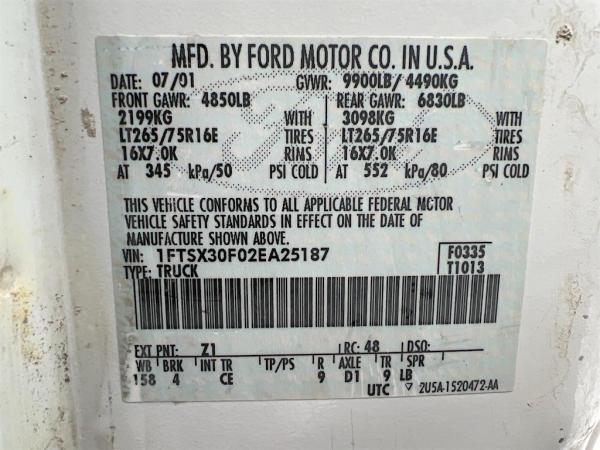 MFD. BY FORD MOTOR CO. IN U.S.A.
DATE: 07/01 GVWR: 9900LB/ 4490KG
FRONT GAWR: 4850LB REAR GAWR: 6830LB
2199KG WITH 3098KG WITH
LT265/75R16E TIRES LT265/75R16E TIRES
16X7.0K RIMS 16X7.0K RIMS
AT 345 kPa/50 PSI COLD AT 552 kPa/80 PSI COLD
THIS VEHICLE CONFORMS TO ALL APPLICABLE FEDERAL MOTOR
VEHICLE SAFETY STANDARDS IN EFFECT ON THE DATE OF
MANUFACTURE SHOWN ABOVE.
VIN: 1FTSX30F02EA25187 F0335
TYPE: TRUCK T1013
EXT PNT: Z1 RC: 48 DSO:
WB BRK INT TR TP/PS R AXLE TR SPR
158 4 CE 9 D1 9 LB
UTC 2U5A-1520472-AA